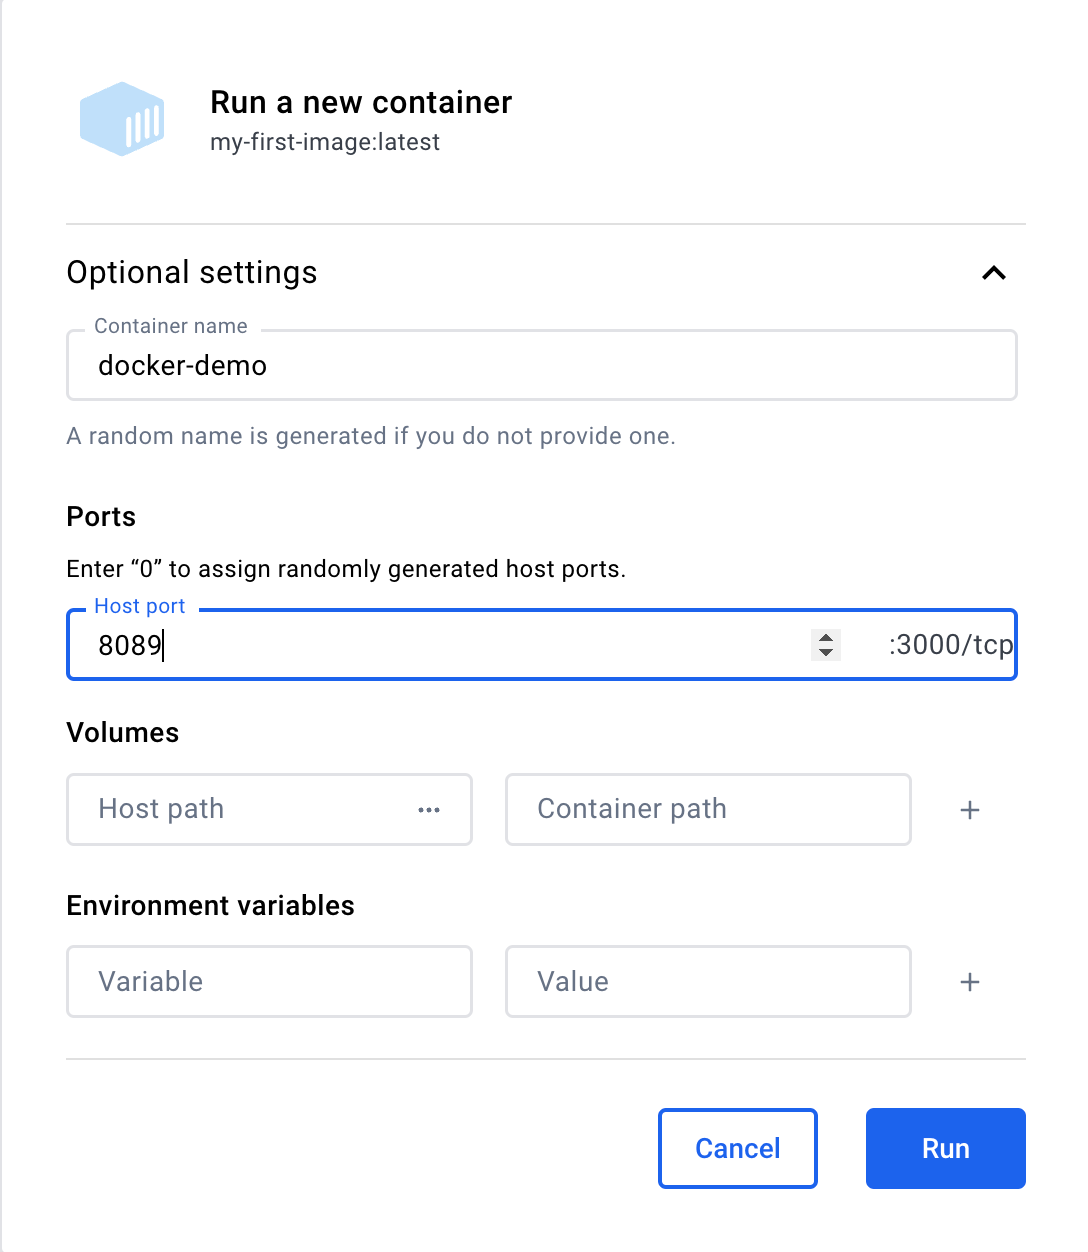 Run a new container
my-first-image:latest
Optional settings
Container name
docker-demo
A random name is generated if you do not provide one.
Ports
Enter “0” to assign randomly generated host ports.
Host port
8089 :3000/tcp
Volumes
Host path ··· Container path +
Environment variables
Variable Value +
Cancel Run